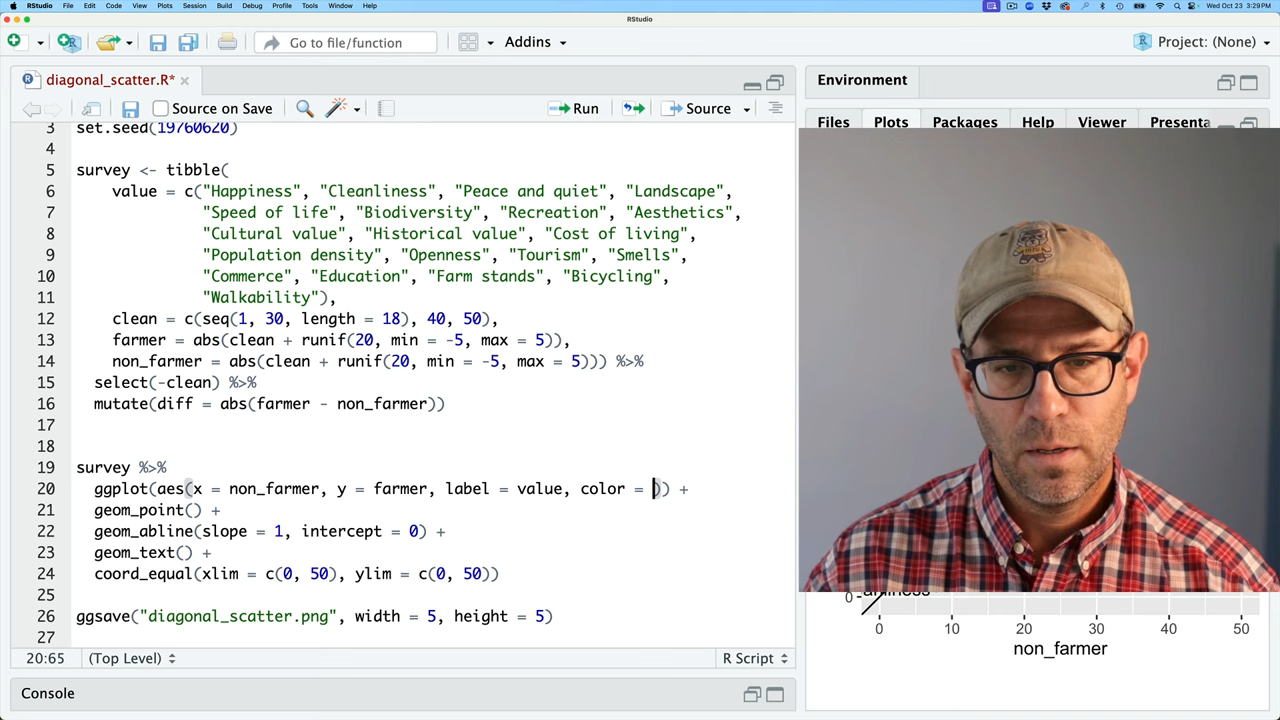 RStudio File Edit Code View Plots Session Build Debug Profile Tools Window Help Wed Oct 23 3:29 PM
RStudio
Go to file/function Addins Project: (None)
diagonal_scatter.R*
Source on Save Run Source
3 set.seed(19760620)
4
5 survey <- tibble(
6 value = c("Happiness", "Cleanliness", "Peace and quiet", "Landscape",
7 "Speed of life", "Biodiversity", "Recreation", "Aesthetics",
8 "Cultural value", "Historical value", "Cost of living",
9 "Population density", "Openness", "Tourism", "Smells",
10 "Commerce", "Education", "Farm stands", "Bicycling",
11 "Walkability"),
12 clean = c(seq(1, 30, length = 18), 40, 50),
13 farmer = abs(clean + runif(20, min = -5, max = 5)),
14 non_farmer = abs(clean + runif(20, min = -5, max = 5))) %>%
15 select(-clean) %>%
16 mutate(diff = abs(farmer - non_farmer))
17
18
19 survey %>%
20 ggplot(aes(x = non_farmer, y = farmer, label = value, color = )) +
21 geom_point() +
22 geom_abline(slope = 1, intercept = 0) +
23 geom_text() +
24 coord_equal(xlim = c(0, 50), ylim = c(0, 50))
25
26 ggsave("diagonal_scatter.png", width = 5, height = 5)
27
20:65 (Top Level) R Script
Console
Environment
Files Plots Packages Help Viewer Presenta
0
0 10 20 30 40 50
non_farmer